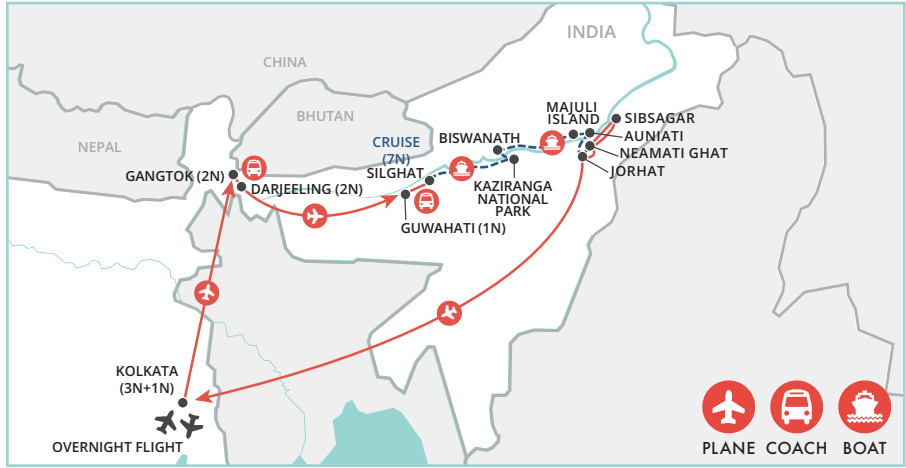 INDIA
CHINA
BHUTAN
NEPAL
MAJULI
ISLAND
SIBSAGAR
AUNIATI
NEAMATI GHAT
JORHAT
CRUISE
(7N)
BISWANATH
SILGHAT
KAZIRANGA
NATIONAL
PARK
GANGTOK (2N)
DARJEELING (2N)
GUWAHATI (1N)
KOLKATA
(3N+1N)
OVERNIGHT FLIGHT
PLANE COACH BOAT